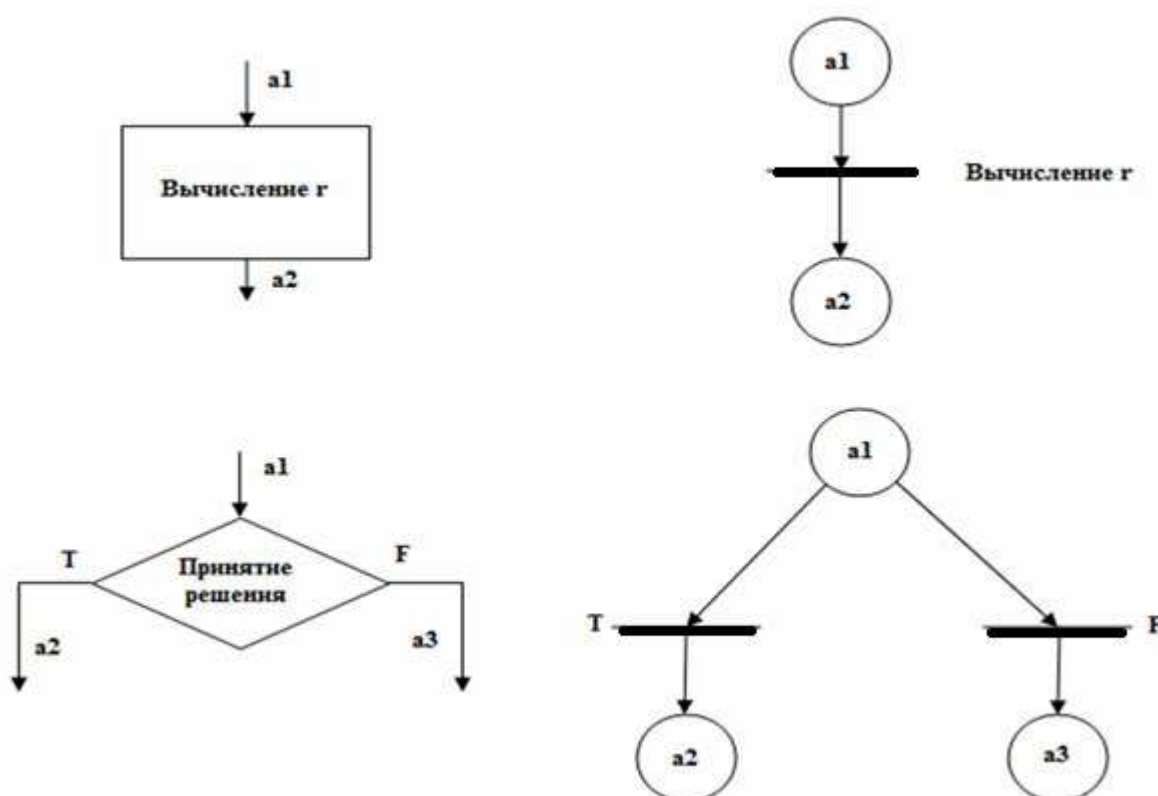 a1
Вычисление r
a2
a1
Вычисление r
a2
a1
T
F
Принятие
решения
a2
a3
a1
T
F
a2
a3